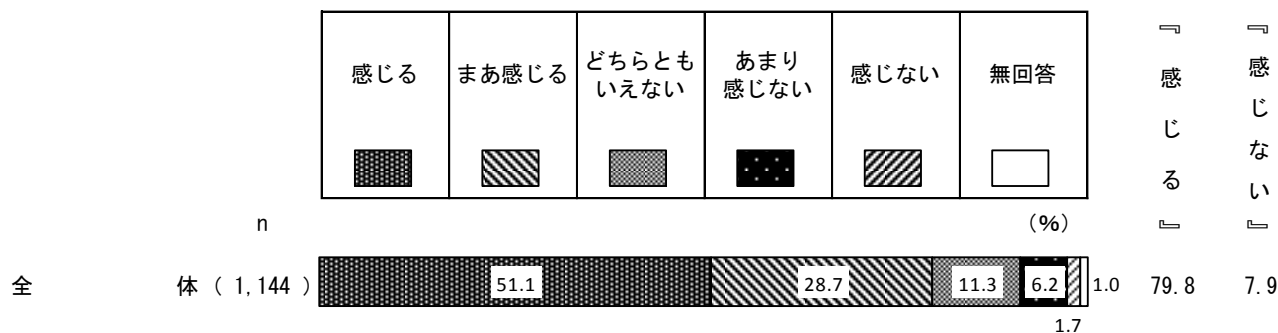 感じる
まあ感じる
どちらとも
いえない
あまり
感じない
感じない
無回答
『感じる』
『感じない』
n
（%）
全 体 ( 1,144 )
51.1
28.7
11.3
6.2
1.7
1.0
79.8
7.9